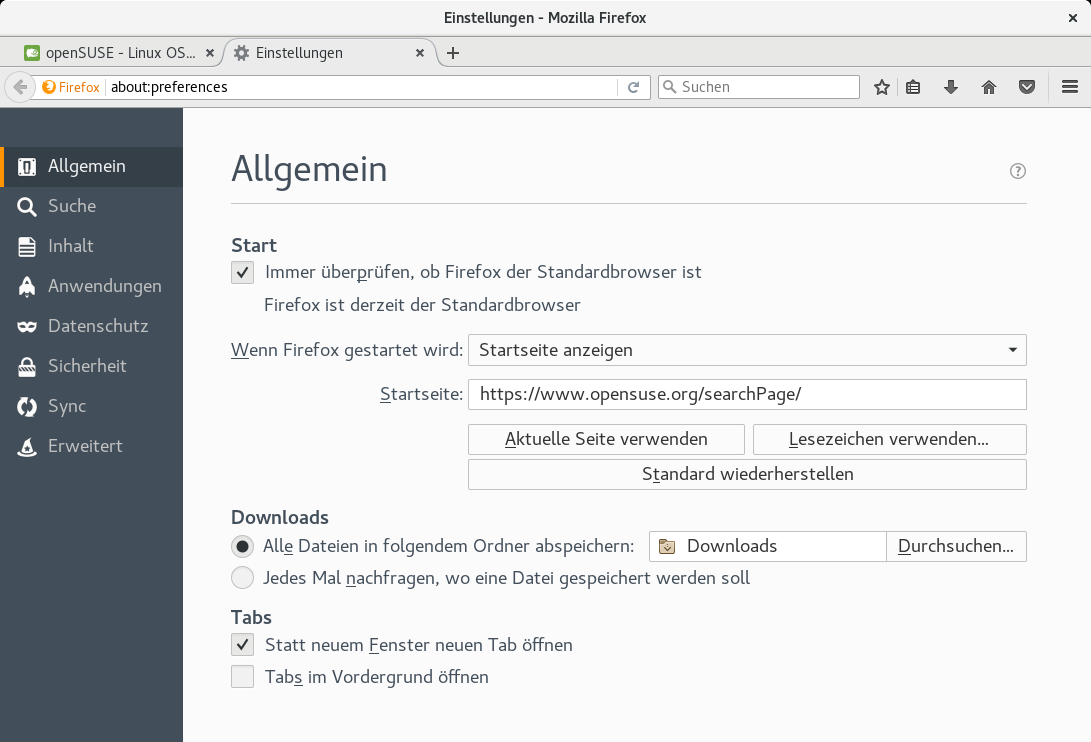 Einstellungen - Mozilla Firefox
openSUSE - Linux OS... Einstellungen
Firefox about:preferences Suchen
Allgemein
Suche
Inhalt
Anwendungen
Datenschutz
Sicherheit
Sync
Erweitert
Allgemein
Start
Immer überprüfen, ob Firefox der Standardbrowser ist
Firefox ist derzeit der Standardbrowser
Wenn Firefox gestartet wird: Startseite anzeigen
Startseite: https://www.opensuse.org/searchPage/
Aktuelle Seite verwenden Lesezeichen verwenden...
Standard wiederherstellen
Downloads
Alle Dateien in folgendem Ordner abspeichern: Downloads Durchsuchen...
Jedes Mal nachfragen, wo eine Datei gespeichert werden soll
Tabs
Statt neuem Fenster neuen Tab öffnen
Tabs im Vordergrund öffnen